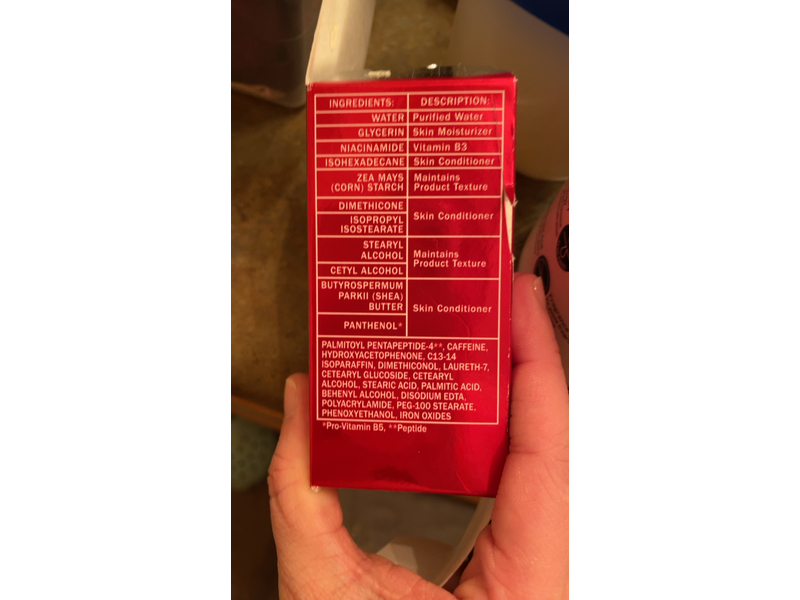 INGREDIENTS: DESCRIPTION:
WATER Purified Water
GLYCERIN Skin Moisturizer
NIACINAMIDE Vitamin B3
ISOHEXADECANE Skin Conditioner
ZEA MAYS Maintains
(CORN) STARCH Product Texture
DIMETHICONE
Skin Conditioner
ISOPROPYL
ISOSTEARATE
STEARYL
ALCOHOL
Maintains
Product Texture
CETYL ALCOHOL
BUTYROSPERMUM
PARKII (SHEA)
BUTTER
Skin Conditioner
PANTHENOL*
PALMITOYL PENTAPEPTIDE-4**, CAFFEINE,
HYDROXYACETOPHENONE, C13-14
ISOPARAFFIN, DIMETHICONOL, LAURETH-7,
CETEARYL GLUCOSIDE, CETEARYL
ALCOHOL, STEARIC ACID, PALMITIC ACID,
BEHENYL ALCOHOL, DISODIUM EDTA,
POLYACRYLAMIDE, PEG-100 STEARATE,
PHENOXYETHANOL, IRON OXIDES
*Pro-Vitamin B5, **Peptide